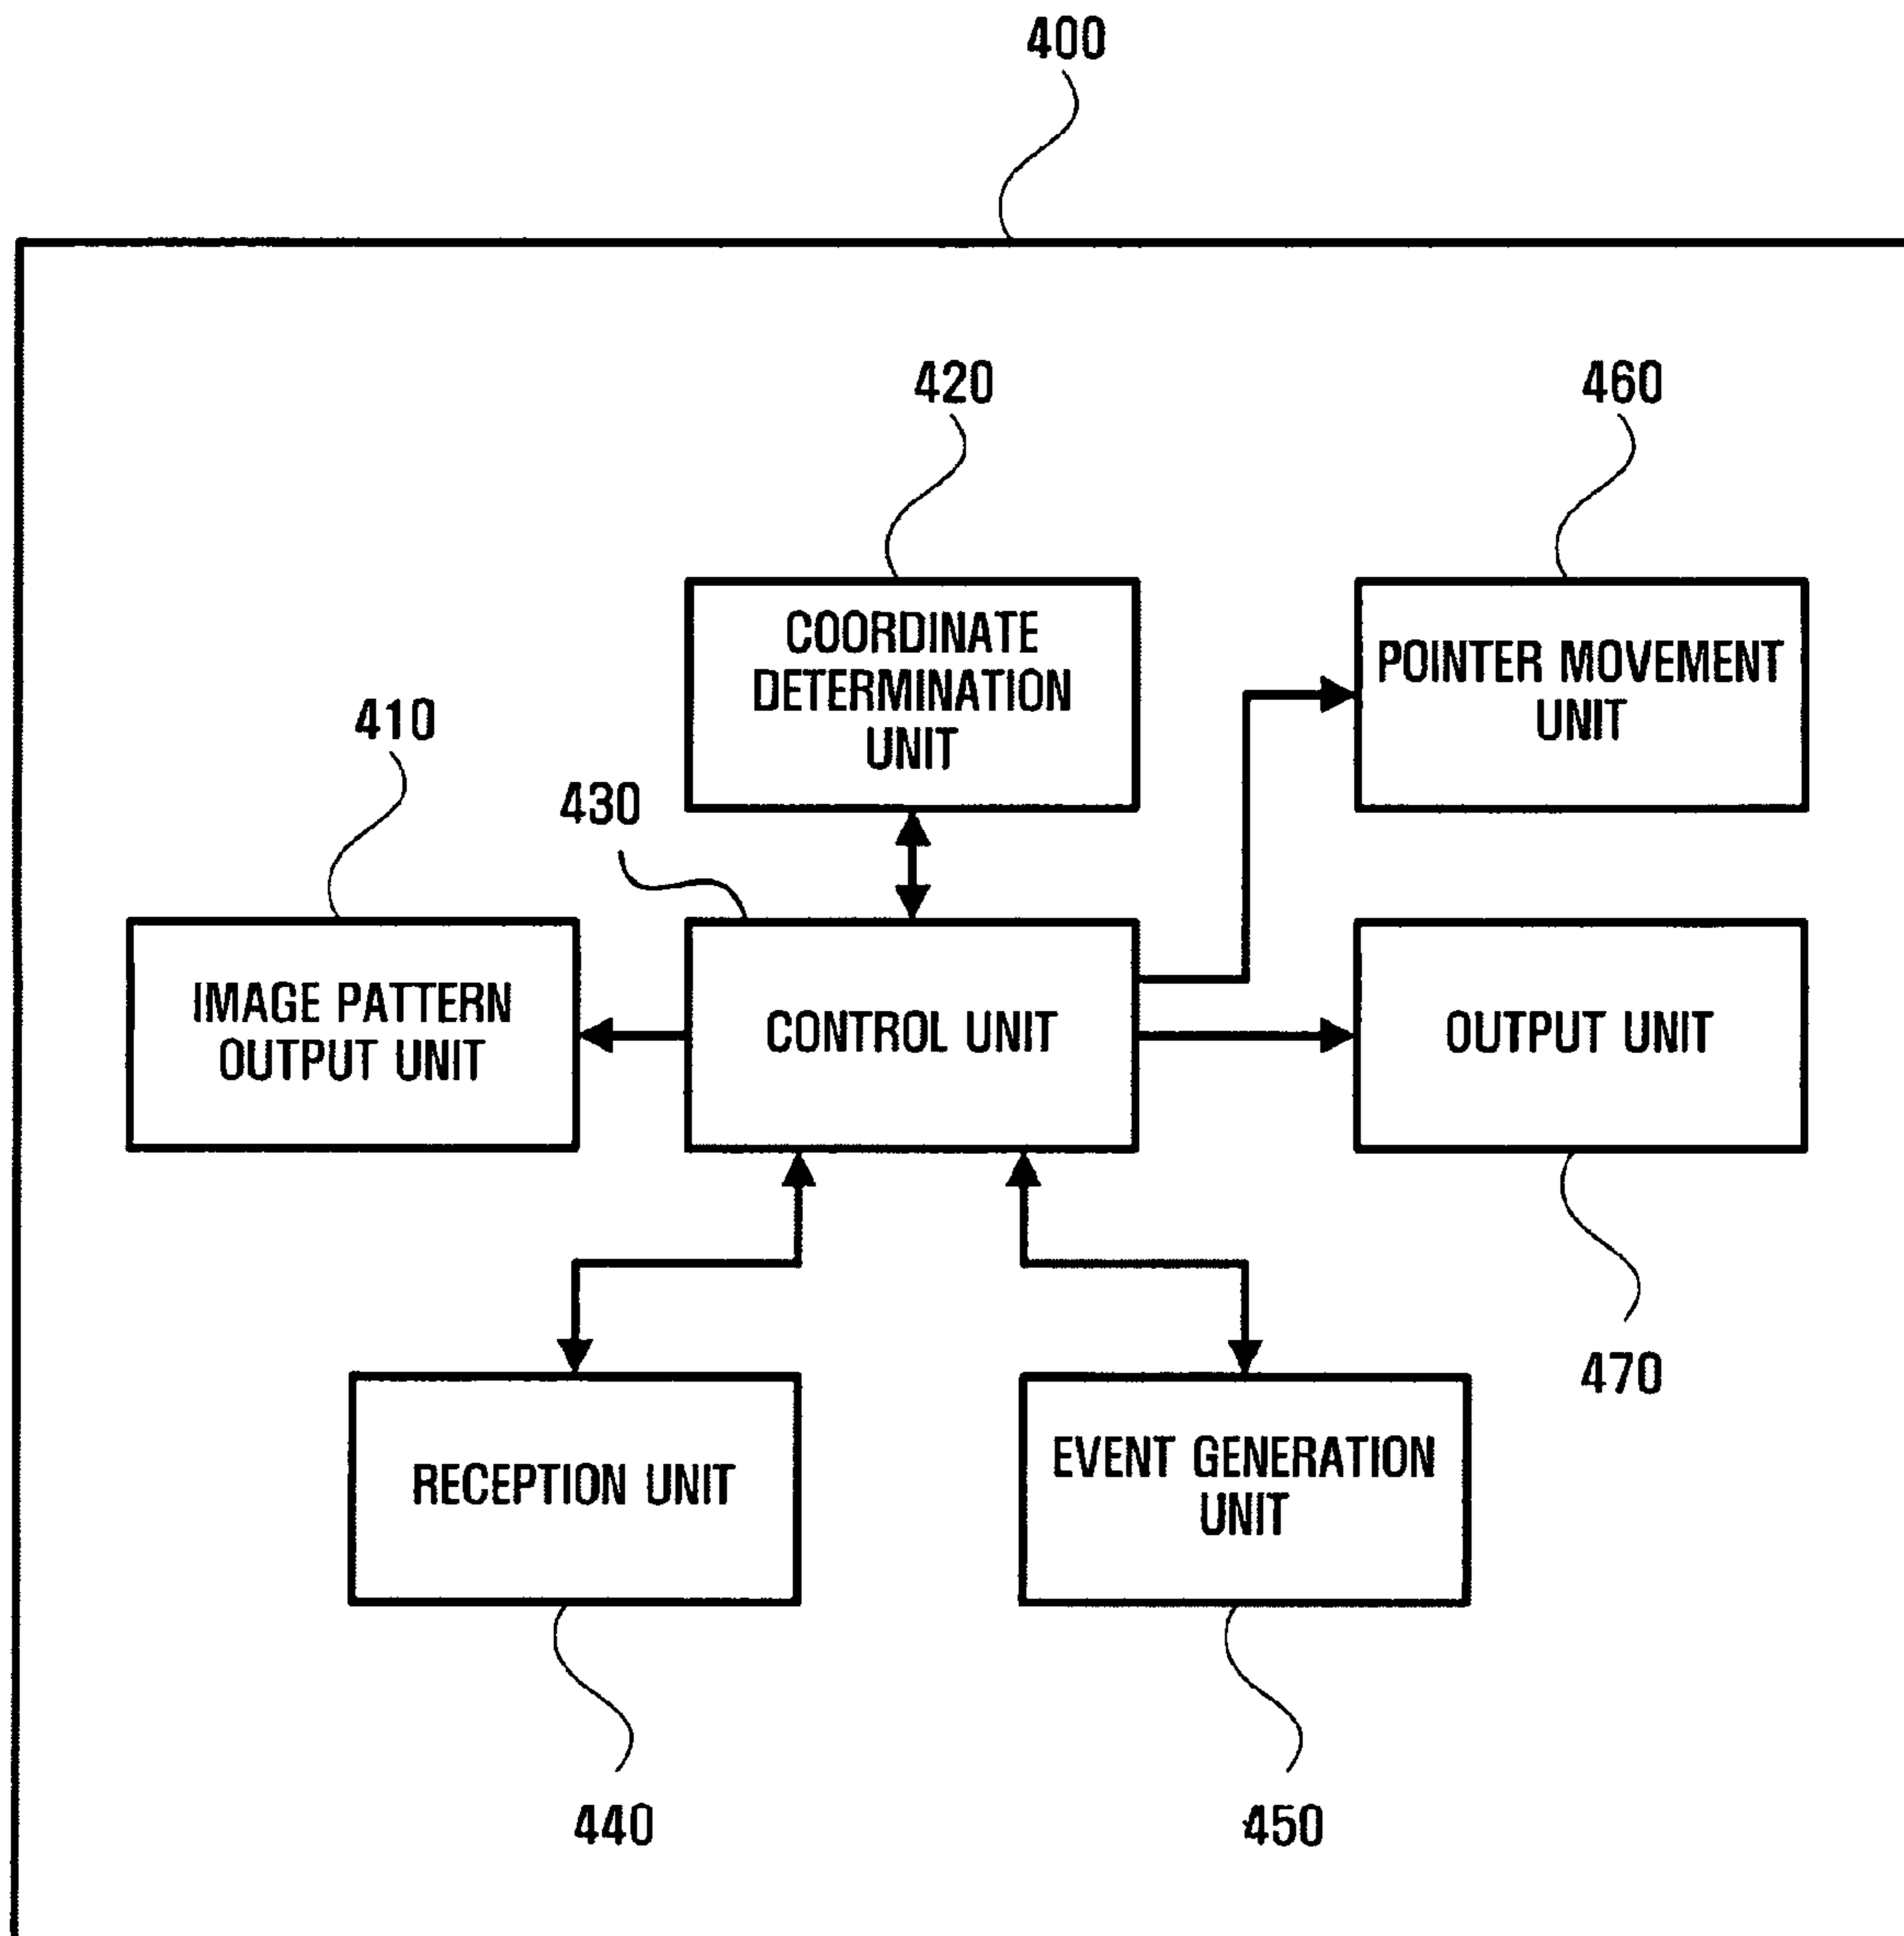 400
420
460
COORDINATE
DETERMINATION
UNIT
POINTER MOVEMENT
UNIT
410
430
IMAGE PATTERN
OUTPUT UNIT
CONTROL UNIT
OUTPUT UNIT
470
RECEPTION UNIT
EVENT GENERATION
UNIT
440
450